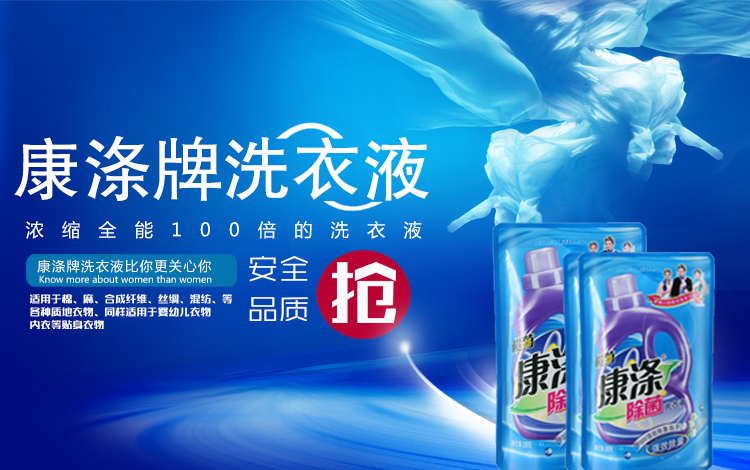 康涤牌洗衣液
浓缩全能100倍的洗衣液
康涤牌洗衣液比你更关心你
Know more about women than women
适用于棉、麻、合成纤维、丝绸、混纺、等
各种质地衣物、同样适用于婴幼儿衣物
内衣等贴身衣物
安全
品质
抢
康涤
除菌
康涤
除菌